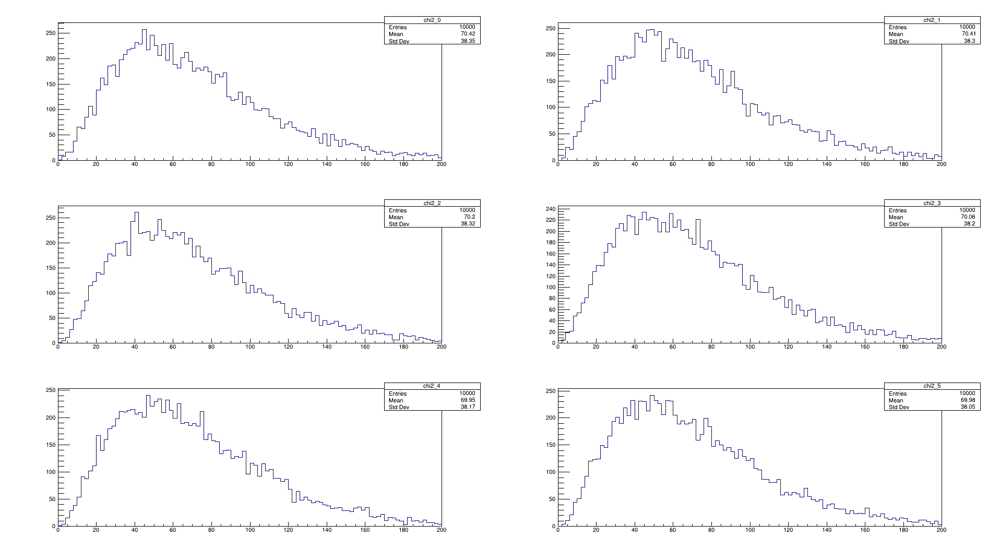 chi2_0
Entries 10000
Mean 70.42
Std Dev 38.35
250
200
150
100
50
0
0 20 40 60 80 100 120 140 160 180 200
chi2_1
Entries 10000
Mean 70.41
Std Dev 38.3
250
200
150
100
50
0
0 20 40 60 80 100 120 140 160 180 200
chi2_2
Entries 10000
Mean 70.2
Std Dev 38.32
250
200
150
100
50
0
0 20 40 60 80 100 120 140 160 180 200
chi2_3
Entries 10000
Mean 70.06
Std Dev 38.2
240
220
200
180
160
140
120
100
80
60
40
20
0
0 20 40 60 80 100 120 140 160 180 200
chi2_4
Entries 10000
Mean 69.95
Std Dev 38.17
250
200
150
100
50
0
0 20 40 60 80 100 120 140 160 180 200
chi2_5
Entries 10000
Mean 69.98
Std Dev 38.05
250
200
150
100
50
0
0 20 40 60 80 100 120 140 160 180 200